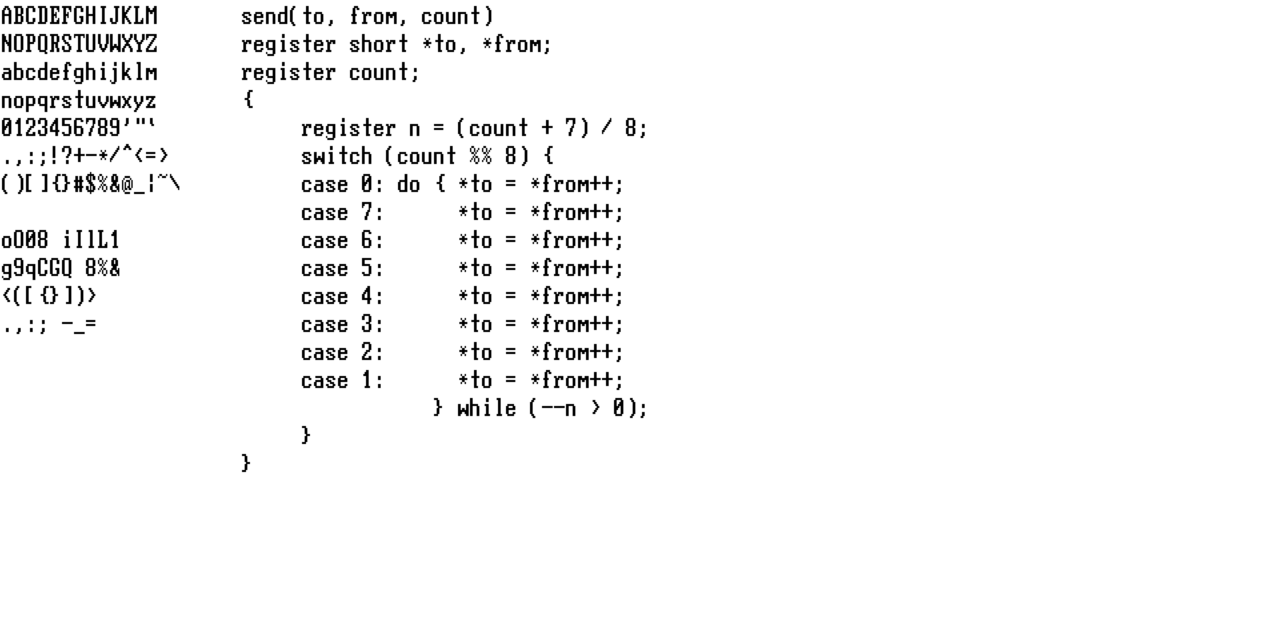 ABCDEFGHIJKLM
NOPQRSTUVWXYZ
abcdefghijklm
nopqrstuvwxyz
0123456789'"‘
.,:;!?+-*/^<=>
()[]{}#$%&@_¦~\
oO08 iIlL1
g9qCGQ 8%&
<([{}])>
.,:; -_=
send(to, from, count)
register short *to, *from;
register count;
{
register n = (count + 7) / 8;
switch (count %% 8) {
case 0: do { *to = *from++;
case 7: *to = *from++;
case 6: *to = *from++;
case 5: *to = *from++;
case 4: *to = *from++;
case 3: *to = *from++;
case 2: *to = *from++;
case 1: *to = *from++;
} while (--n > 0);
}
}